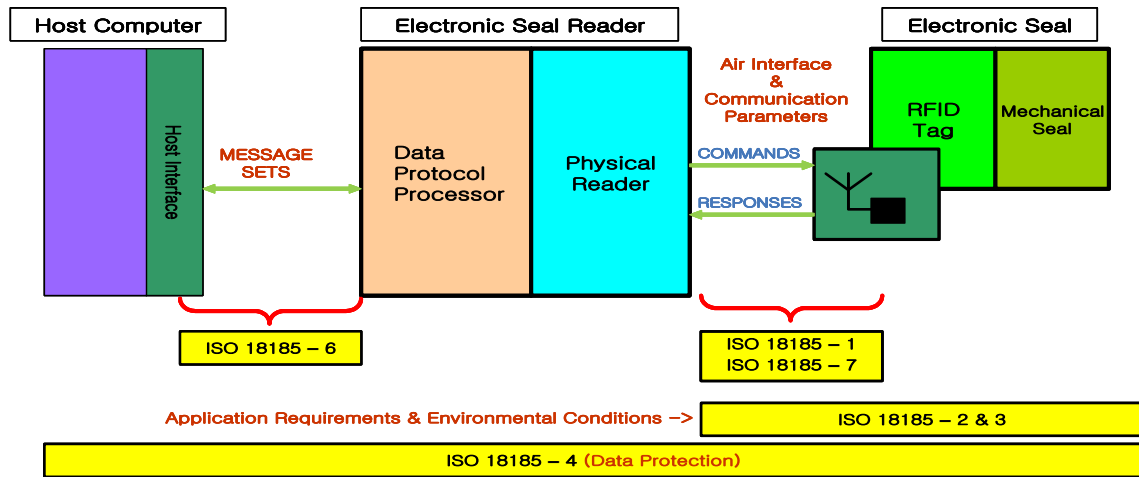 Host Computer
Electronic Seal Reader
Electronic Seal
Host Interface
MESSAGE
SETS
Data
Protocol
Processor
Physical
Reader
Air Interface
&
Communication
Parameters
COMMANDS
RESPONSES
RFID
Tag
Mechanical
Seal
ISO 18185 – 6
ISO 18185 – 1
ISO 18185 – 7
Application Requirements & Environmental Conditions –>
ISO 18185 – 2 & 3
ISO 18185 – 4 (Data Protection)